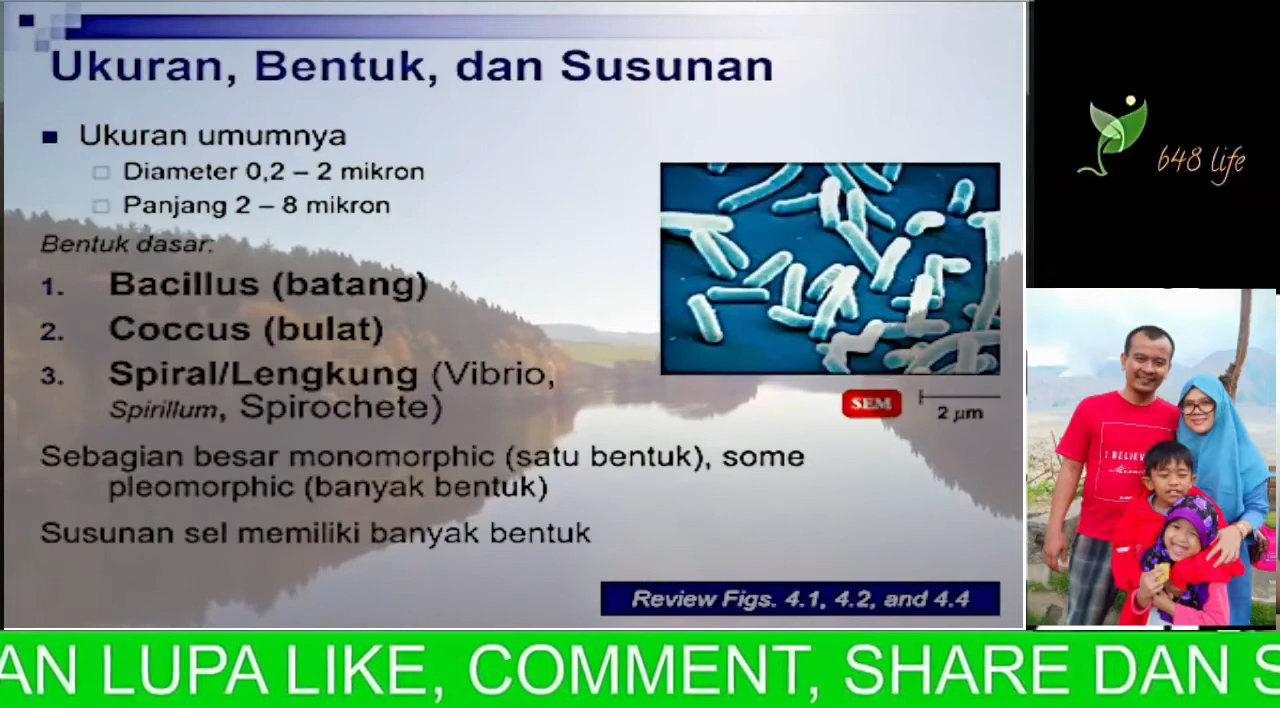 Ukuran, Bentuk, dan Susunan
Ukuran umumnya
Diameter 0,2 – 2 mikron
Panjang 2 – 8 mikron
Bentuk dasar:
1. Bacillus (batang)
2. Coccus (bulat)
3. Spiral/Lengkung (Vibrio,
Spirillum, Spirochete)
Sebagian besar monomorphic (satu bentuk), some
pleomorphic (banyak bentuk)
Susunan sel memiliki banyak bentuk
SEM
2 µm
Review Figs. 4.1, 4.2, and 4.4
648 life
I BELIEV
AN LUPA LIKE, COMMENT, SHARE DAN S